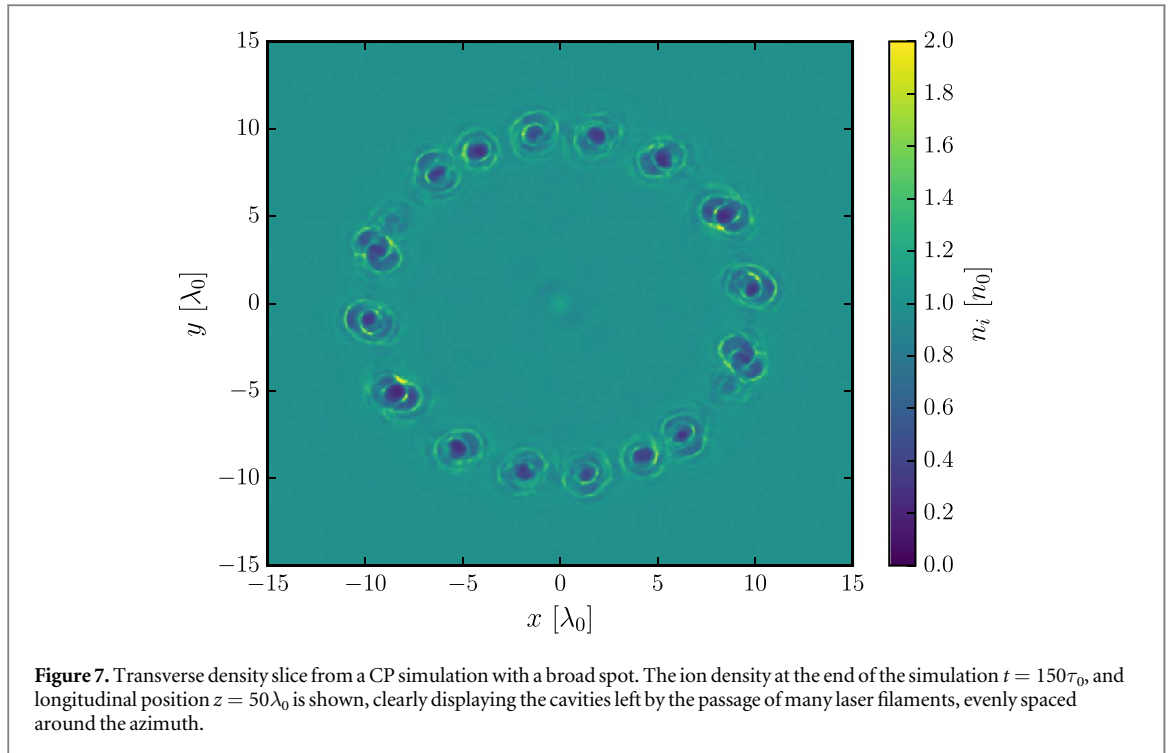 15
10
5
0
−5
−10
−15
−15 −10 −5 0 5 10 15
x [λ₀]
y [λ₀]
2.0
1.8
1.6
1.4
1.2
1.0
0.8
0.6
0.4
0.2
0.0
nᵢ [n₀]
Figure 7. Transverse density slice from a CP simulation with a broad spot. The ion density at the end of the simulation t = 150τ₀, and
longitudinal position z = 50λ₀ is shown, clearly displaying the cavities left by the passage of many laser filaments, evenly spaced
around the azimuth.